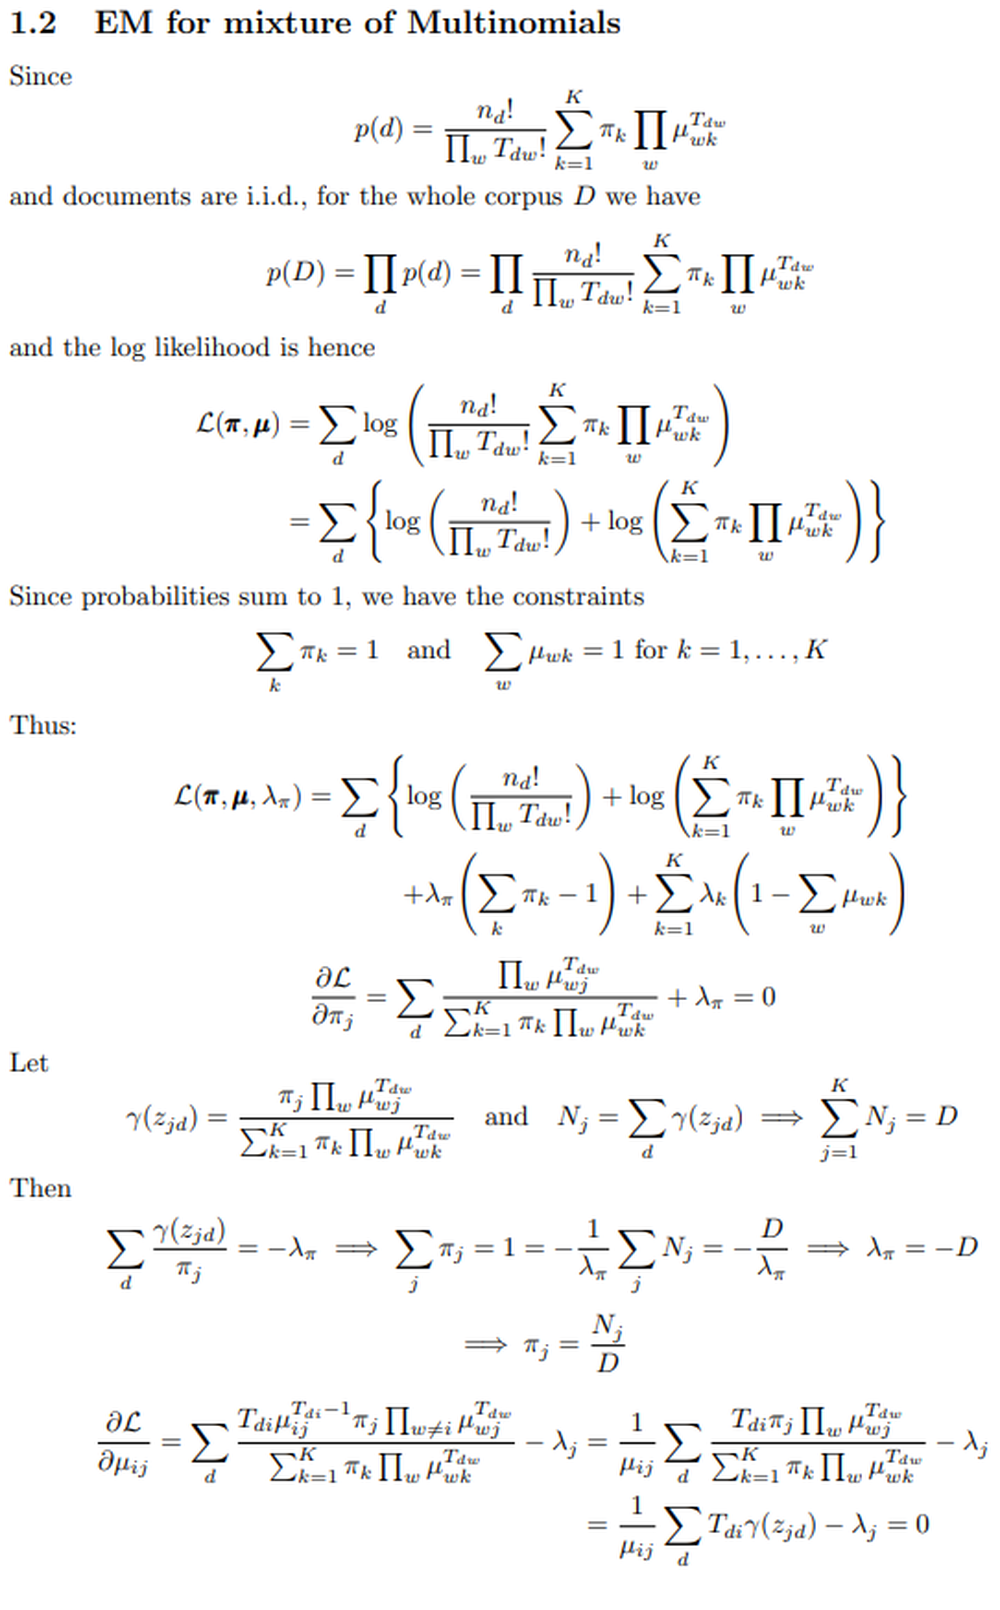 1.2 EM for mixture of Multinomials
Since
$p(d) = \frac{n_d!}{\prod_w T_{dw}!} \sum_{k=1}^{K} \pi_k \prod_w \mu_{wk}^{T_{dw}}$
and documents are i.i.d., for the whole corpus $D$ we have
$p(D) = \prod_d p(d) = \prod_d \frac{n_d!}{\prod_w T_{dw}!} \sum_{k=1}^{K} \pi_k \prod_w \mu_{wk}^{T_{dw}}$
and the log likelihood is hence
$\mathcal{L}(\boldsymbol{\pi}, \boldsymbol{\mu}) = \sum_d \log \left( \frac{n_d!}{\prod_w T_{dw}!} \sum_{k=1}^{K} \pi_k \prod_w \mu_{wk}^{T_{dw}} \right)$
$= \sum_d \left\{ \log \left( \frac{n_d!}{\prod_w T_{dw}!} \right) + \log \left( \sum_{k=1}^{K} \pi_k \prod_w \mu_{wk}^{T_{dw}} \right) \right\}$
Since probabilities sum to 1, we have the constraints
$\sum_k \pi_k = 1 \quad \text{and} \quad \sum_w \mu_{wk} = 1 \text{ for } k = 1, \ldots, K$
Thus:
$\mathcal{L}(\boldsymbol{\pi}, \boldsymbol{\mu}, \lambda_\pi) = \sum_d \left\{ \log \left( \frac{n_d!}{\prod_w T_{dw}!} \right) + \log \left( \sum_{k=1}^{K} \pi_k \prod_w \mu_{wk}^{T_{dw}} \right) \right\}$
$+ \lambda_\pi \left( \sum_k \pi_k - 1 \right) + \sum_{k=1}^{K} \lambda_k \left( 1 - \sum_w \mu_{wk} \right)$
$\frac{\partial \mathcal{L}}{\partial \pi_j} = \sum_d \frac{\prod_w \mu_{wj}^{T_{dw}}}{\sum_{k=1}^{K} \pi_k \prod_w \mu_{wk}^{T_{dw}}} + \lambda_\pi = 0$
Let
$\gamma(z_{jd}) = \frac{\pi_j \prod_w \mu_{wj}^{T_{dw}}}{\sum_{k=1}^{K} \pi_k \prod_w \mu_{wk}^{T_{dw}}} \quad \text{and} \quad N_j = \sum_d \gamma(z_{jd}) \implies \sum_{j=1}^{K} N_j = D$
Then
$\sum_d \frac{\gamma(z_{jd})}{\pi_j} = -\lambda_\pi \implies \sum_j \pi_j = 1 = -\frac{1}{\lambda_\pi} \sum_j N_j = -\frac{D}{\lambda_\pi} \implies \lambda_\pi = -D$
$\implies \pi_j = \frac{N_j}{D}$
$\frac{\partial \mathcal{L}}{\partial \mu_{ij}} = \sum_d \frac{T_{di} \mu_{ij}^{T_{di}-1} \pi_j \prod_{w \neq i} \mu_{wj}^{T_{dw}}}{\sum_{k=1}^{K} \pi_k \prod_w \mu_{wk}^{T_{dw}}} - \lambda_j = \frac{1}{\mu_{ij}} \sum_d \frac{T_{di} \pi_j \prod_w \mu_{wj}^{T_{dw}}}{\sum_{k=1}^{K} \pi_k \prod_w \mu_{wk}^{T_{dw}}} - \lambda_j$
$= \frac{1}{\mu_{ij}} \sum_d T_{di} \gamma(z_{jd}) - \lambda_j = 0$